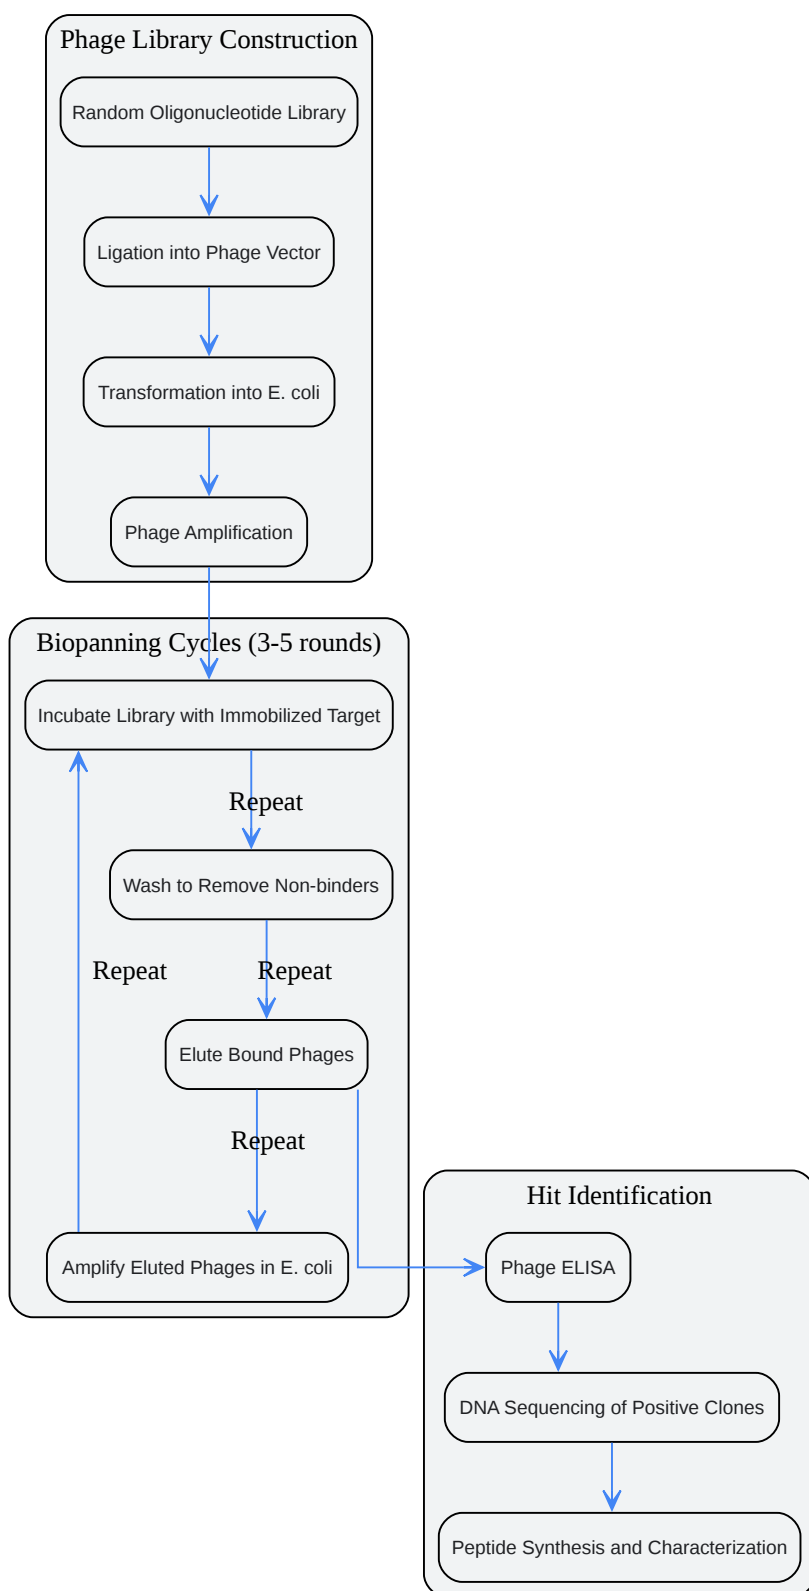 Phage Library Construction
Random Oligonucleotide Library
Ligation into Phage Vector
Transformation into E. coli
Phage Amplification
Biopanning Cycles (3-5 rounds)
Incubate Library with Immobilized Target
Repeat
Wash to Remove Non-binders
Repeat
Repeat
Elute Bound Phages
Repeat
Amplify Eluted Phages in E. coli
Hit Identification
Phage ELISA
DNA Sequencing of Positive Clones
Peptide Synthesis and Characterization